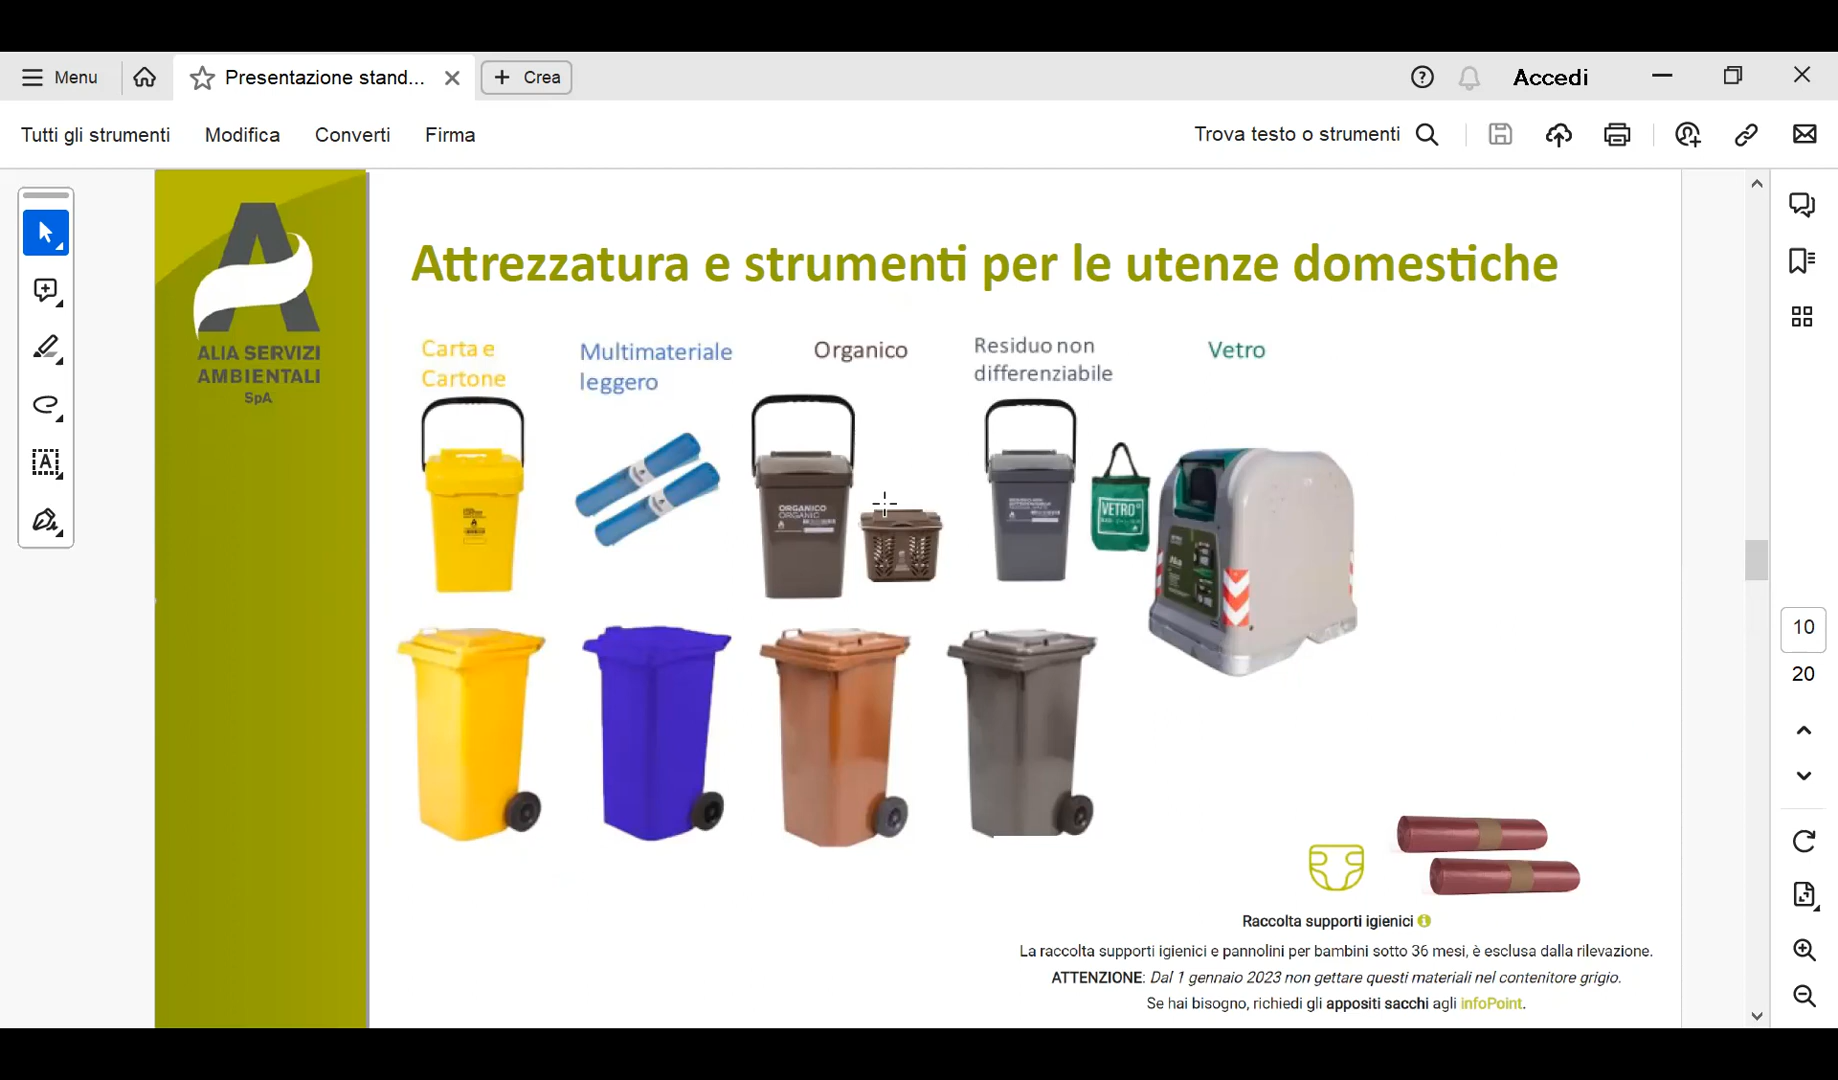 Menu
Presentazione stand...
Crea
Accedi
Tutti gli strumenti
Modifica
Converti
Firma
Trova testo o strumenti
ALIA SERVIZI
AMBIENTALI
SpA
Attrezzatura e strumenti per le utenze domestiche
Carta e
Cartone
Multimateriale
leggero
Organico
Residuo non
differenziabile
Vetro
ORGANICO
ORGANIC
VETRO
10
20
Raccolta supporti igienici
La raccolta supporti igienici e pannolini per bambini sotto 36 mesi, è esclusa dalla rilevazione.
ATTENZIONE: Dal 1 gennaio 2023 non gettare questi materiali nel contenitore grigio.
Se hai bisogno, richiedi gli appositi sacchi agli infoPoint.